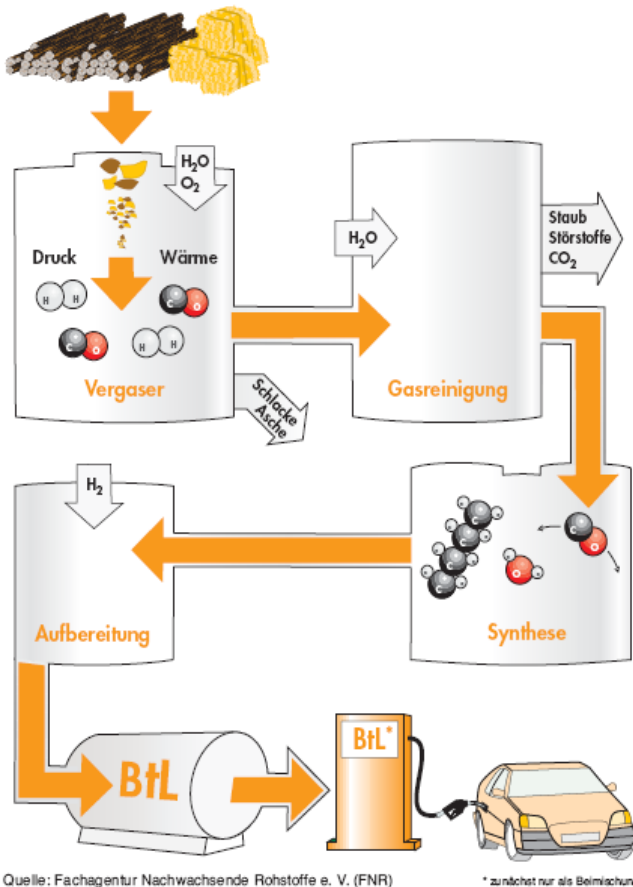 H₂O
O₂
Druck
Wärme
H H
C O
C O
H H
Vergaser
Schlacke
Asche
H₂O
Gasreinigung
Staub
Störstoffe
CO₂
H₂
Aufbereitung
C
C
C
C
H
O
H
C
O
Synthese
BtL
BtL*
Quelle: Fachagentur Nachwachsende Rohstoffe e. V. (FNR)
* zunächst nur als Beimischun